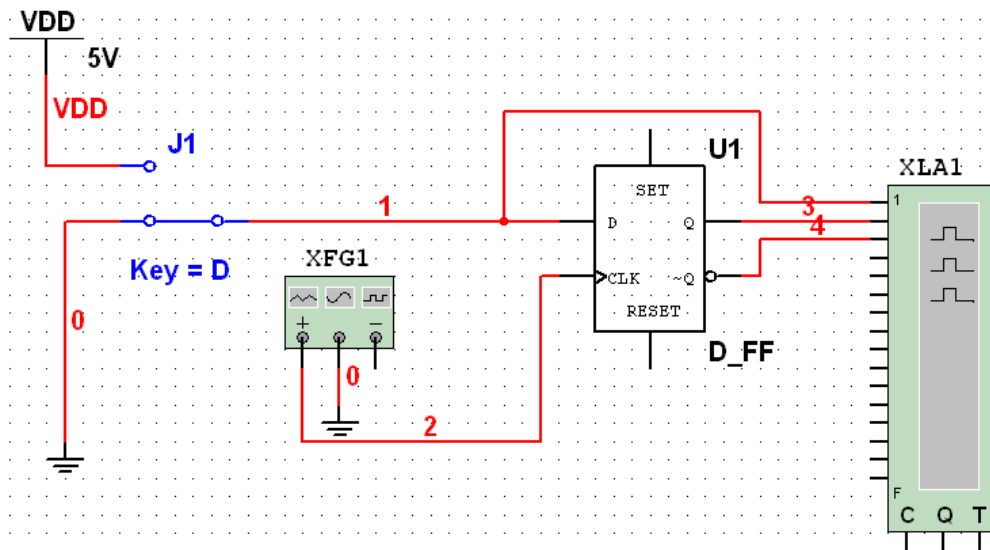 VDD
5V
VDD
J1
U1
XLA1
SET
1
3
1
D Q
4
Key = D
XFG1
CLK ~Q
RESET
+ −
0
0
D_FF
2
F
C Q T